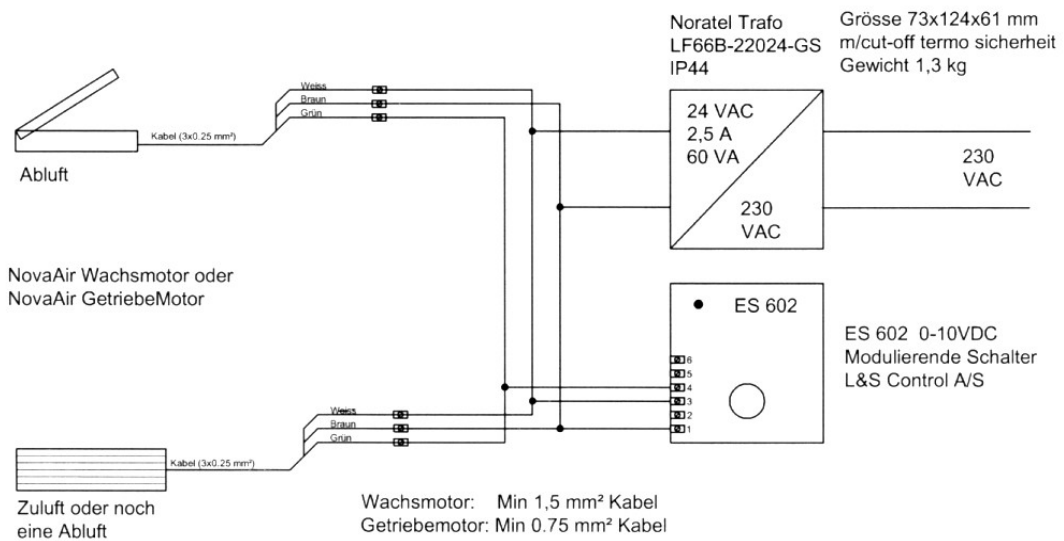 Noratel Trafo
LF66B-22024-GS
IP44
Grösse 73x124x61 mm
m/cut-off termo sicherheit
Gewicht 1,3 kg
Weiss
Braun
Grün
Kabel (3x0.25 mm²)
Abluft
24 VAC
2,5 A
60 VA
230
VAC
230
VAC
NovaAir Wachsmotor oder
NovaAir GetriebeMotor
ES 602
6
5
4
3
2
1
ES 602 0-10VDC
Modulierende Schalter
L&S Control A/S
Weiss
Braun
Grün
Kabel (3x0.25 mm²)
Zuluft oder noch
eine Abluft
Wachsmotor: Min 1,5 mm² Kabel
Getriebemotor: Min 0.75 mm² Kabel